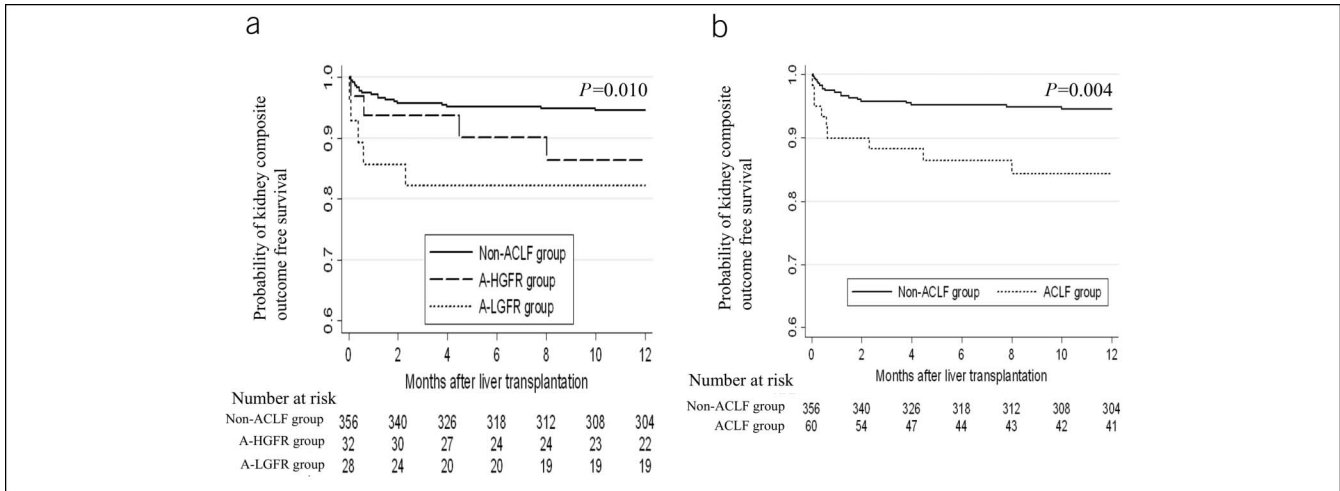 a
Probability of kidney composite
outcome free survival
1.0
0.9
0.8
0.7
0.6
P=0.010
Non-ACLF group
A-HGFR group
A-LGFR group
0 2 4 6 8 10 12
Months after liver transplantation
Number at risk
Non-ACLF group 356 340 326 318 312 308 304
A-HGFR group 32 30 27 24 24 23 22
A-LGFR group 28 24 20 20 19 19 19
b
Probability of kidney composite
outcome free survival
1.0
0.9
0.8
0.7
0.6
P=0.004
Non-ACLF group ACLF group
0 2 4 6 8 10 12
Months after liver transplantation
Number at risk
Non-ACLF group 356 340 326 318 312 308 304
ACLF group 60 54 47 44 43 42 41